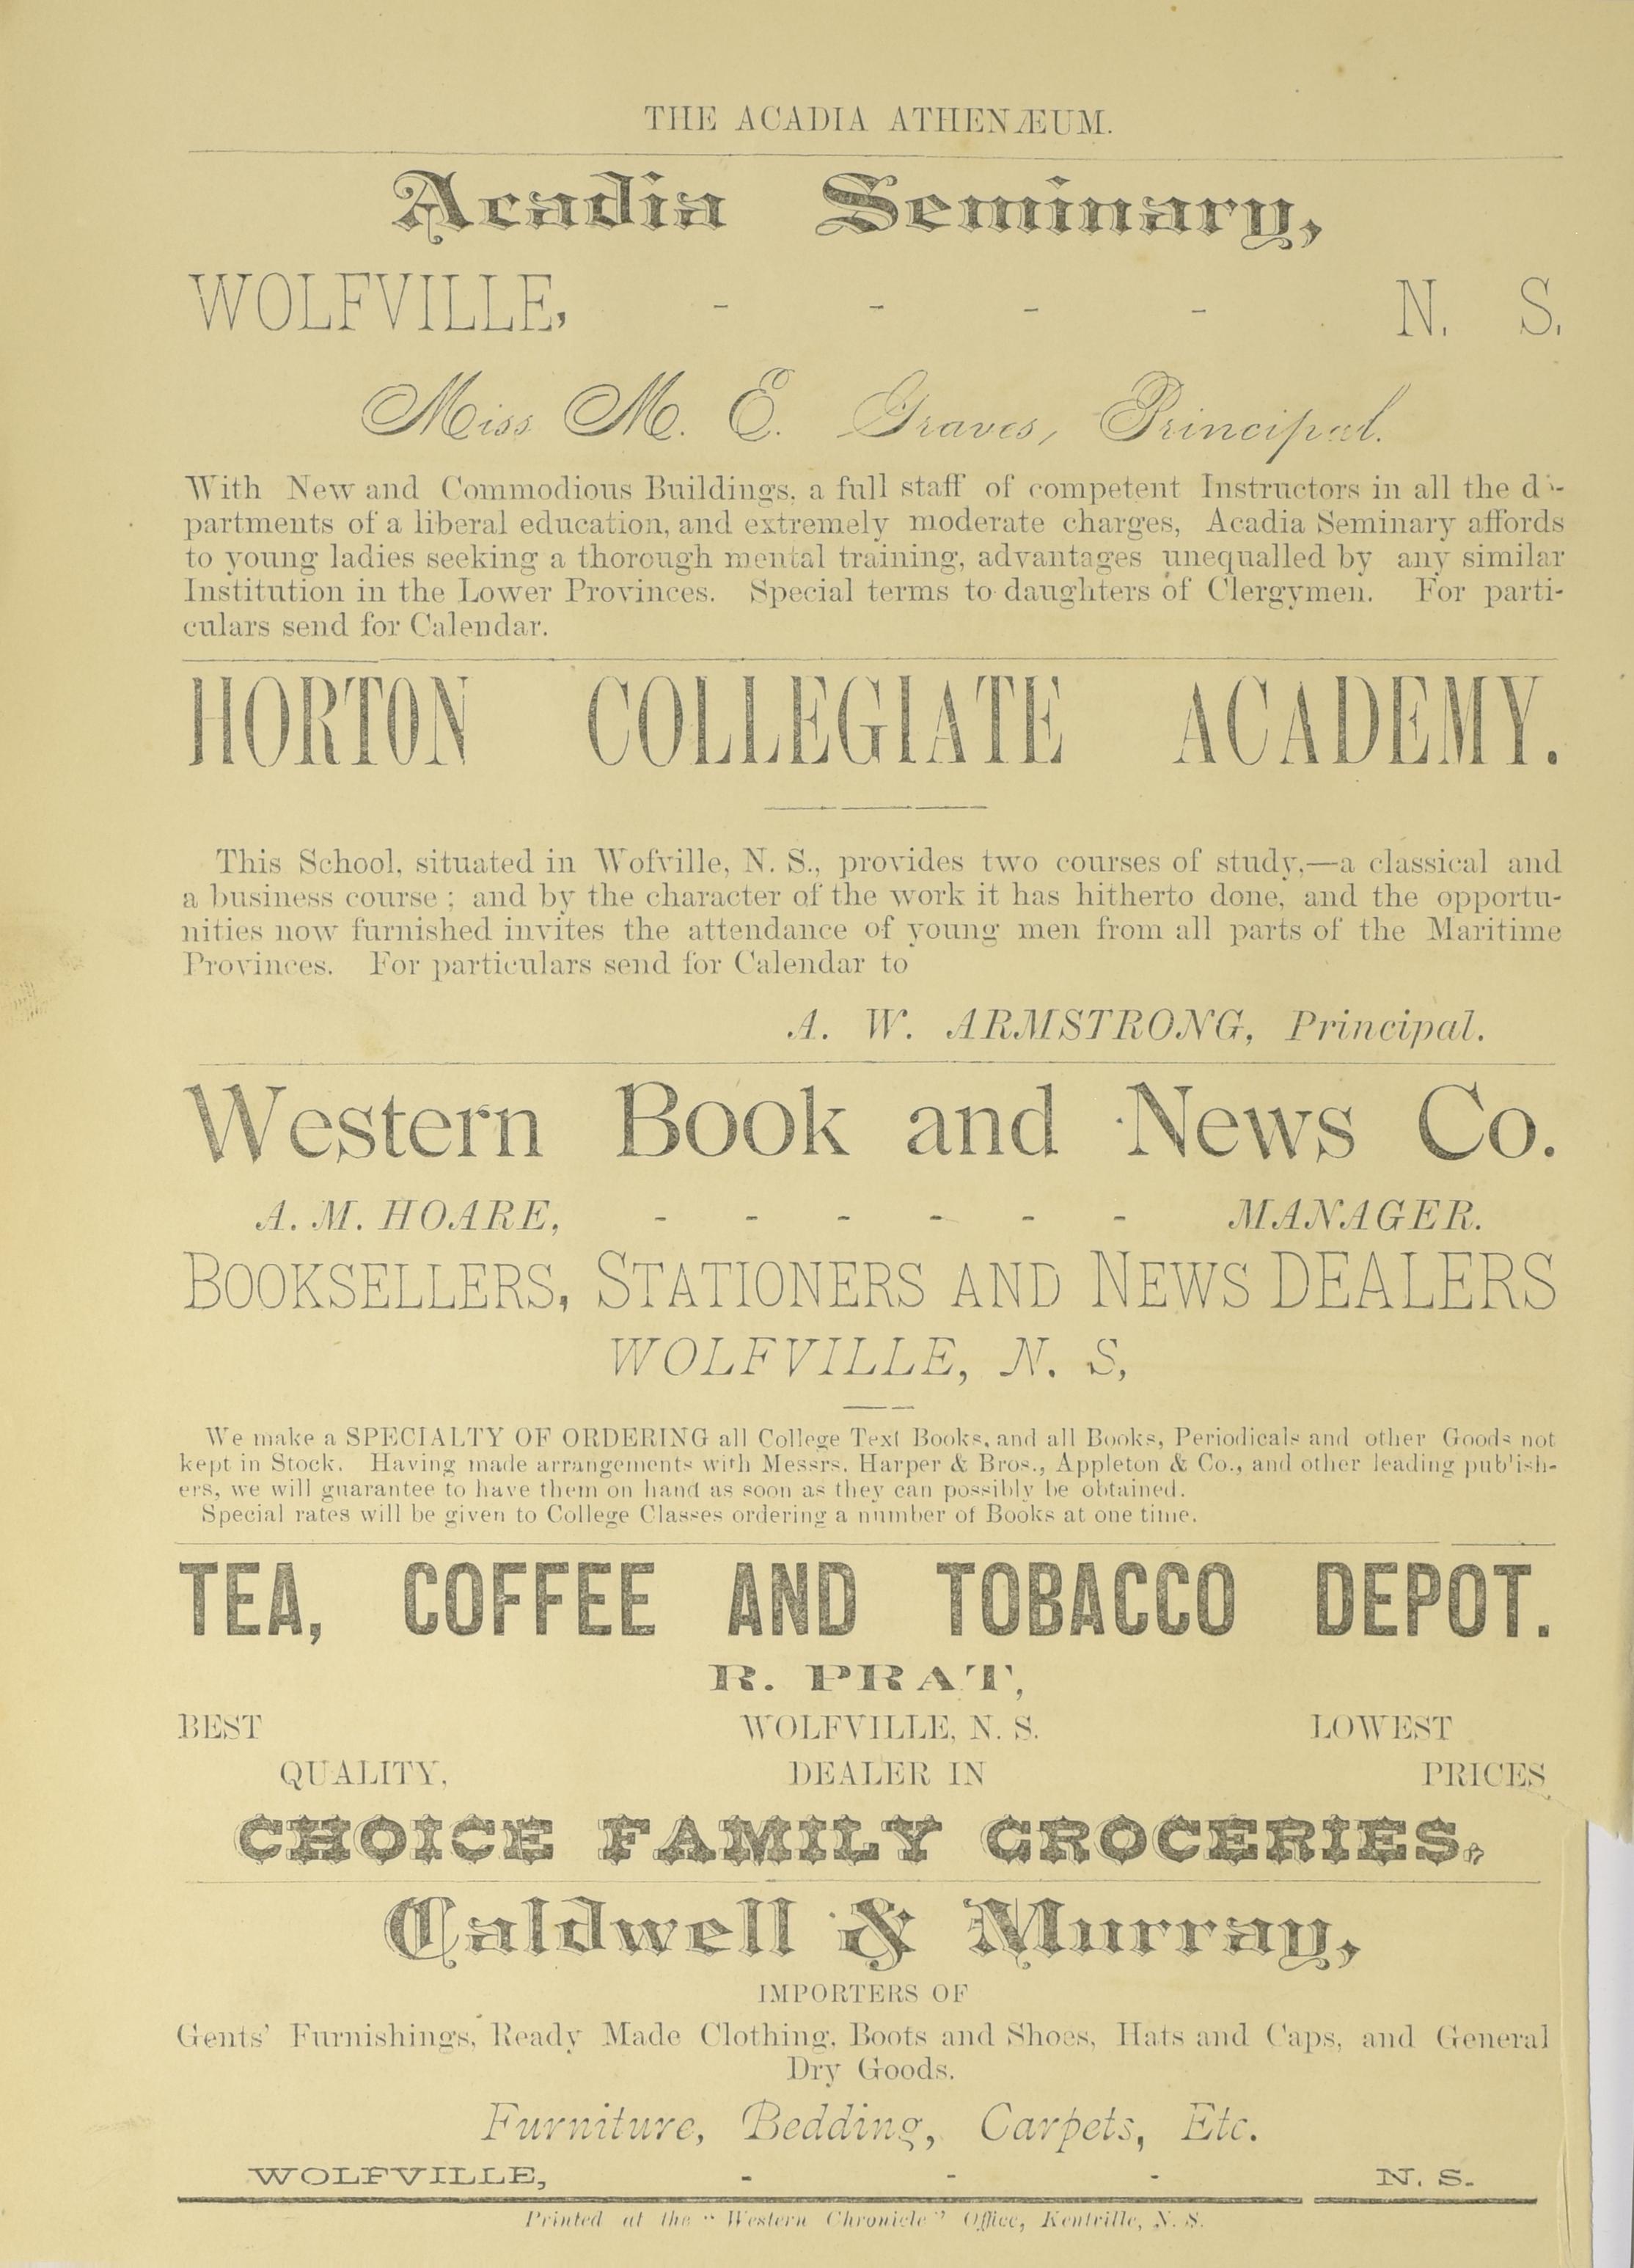 THE ACADIA ATHENÆUM.
Acadia Seminary,
WOLFVILLE, - - - - N. S.
Miss M. E. Graves, Principal.
With New and Commodious Buildings, a full staff of competent Instructors in all the de-
partments of a liberal education, and extremely moderate charges, Acadia Seminary affords
to young ladies seeking a thorough mental training, advantages unequalled by any similar
Institution in the Lower Provinces. Special terms to daughters of Clergymen. For parti-
culars send for Calendar.
HORTON COLLEGIATE ACADEMY.
This School, situated in Wofville, N. S., provides two courses of study,—a classical and
a business course ; and by the character of the work it has hitherto done, and the opportu-
nities now furnished invites the attendance of young men from all parts of the Maritime
Provinces. For particulars send for Calendar to
A. W. ARMSTRONG, Principal.
Western Book and News Co.
A. M. HOARE, - - - - - - MANAGER.
BOOKSELLERS, STATIONERS AND NEWS DEALERS
WOLFVILLE, N. S,
We make a SPECIALTY OF ORDERING all College Text Books, and all Books, Periodicals and other Goods not
kept in Stock. Having made arrangements with Messrs. Harper & Bros., Appleton & Co., and other leading publish-
ers, we will guarantee to have them on hand as soon as they can possibly be obtained.
Special rates will be given to College Classes ordering a number of Books at one time.
TEA, COFFEE AND TOBACCO DEPOT.
R. PRAT,
BEST WOLFVILLE, N. S. LOWEST
QUALITY, DEALER IN PRICES
CHOICE FAMILY GROCERIES,
Caldwell & Murray,
IMPORTERS OF
Gents' Furnishings, Ready Made Clothing, Boots and Shoes, Hats and Caps, and General
Dry Goods.
Furniture, Bedding, Carpets, Etc.
WOLFVILLE, - - - N. S.
Printed at the "Western Chronicle" Office, Kentville, N. S.